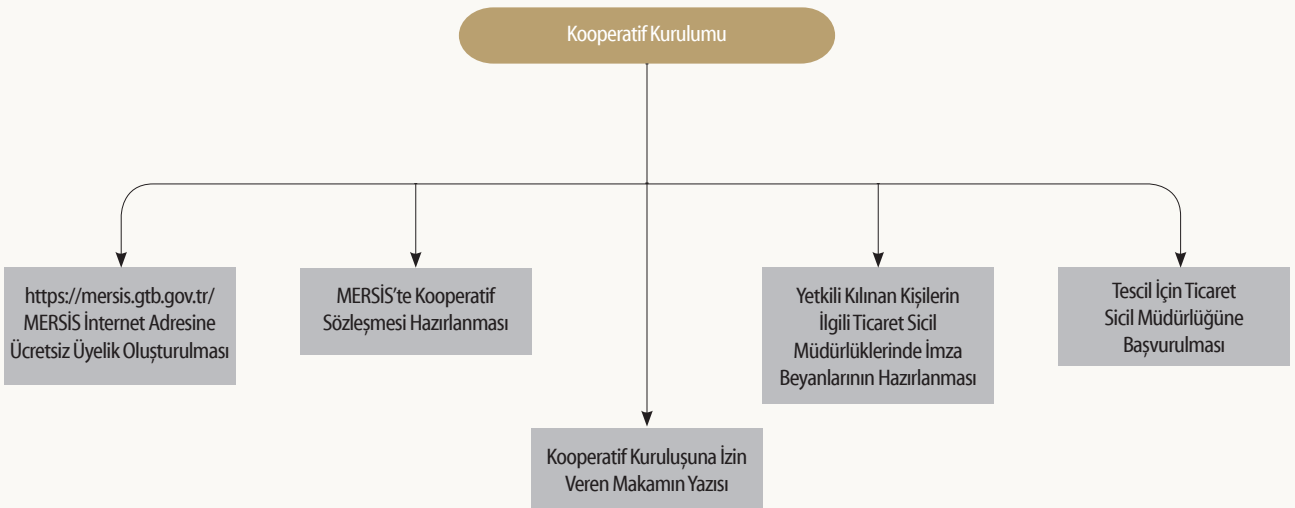 Kooperatif Kurulumu
https://mersis.gtb.gov.tr/
MERSİS İnternet Adresine
Ücretsiz Üyelik Oluşturulması
MERSİS’te Kooperatif
Sözleşmesi Hazırlanması
Kooperatif Kuruluşuna İzin
Veren Makamın Yazısı
Yetkili Kılınan Kişilerin
İlgili Ticaret Sicil
Müdürlüklerinde İmza
Beyanlarının Hazırlanması
Tescil İçin Ticaret
Sicil Müdürlüğüne
Başvurulması